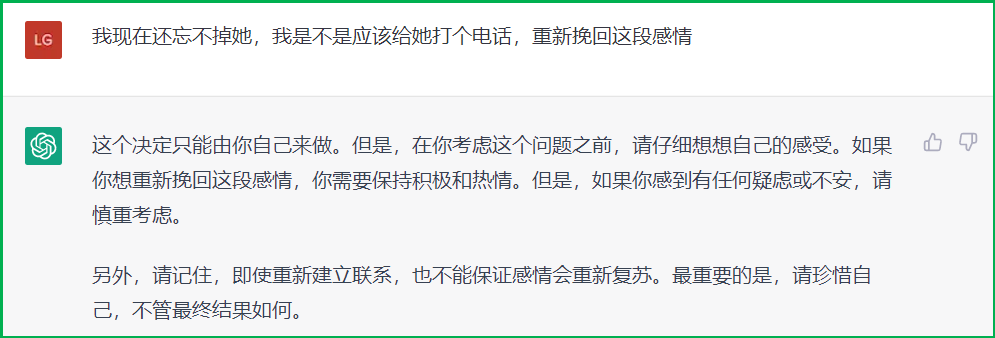 LG
我现在还忘不掉她，我是不是应该给她打个电话，重新挽回这段感情
这个决定只能由你自己来做。但是，在你考虑这个问题之前，请仔细想想自己的感受。如果
你想重新挽回这段感情，你需要保持积极和热情。但是，如果你感到有任何疑虑或不安，请
慎重考虑。
另外，请记住，即使重新建立联系，也不能保证感情会重新复苏。最重要的是，请珍惜自
己，不管最终结果如何。